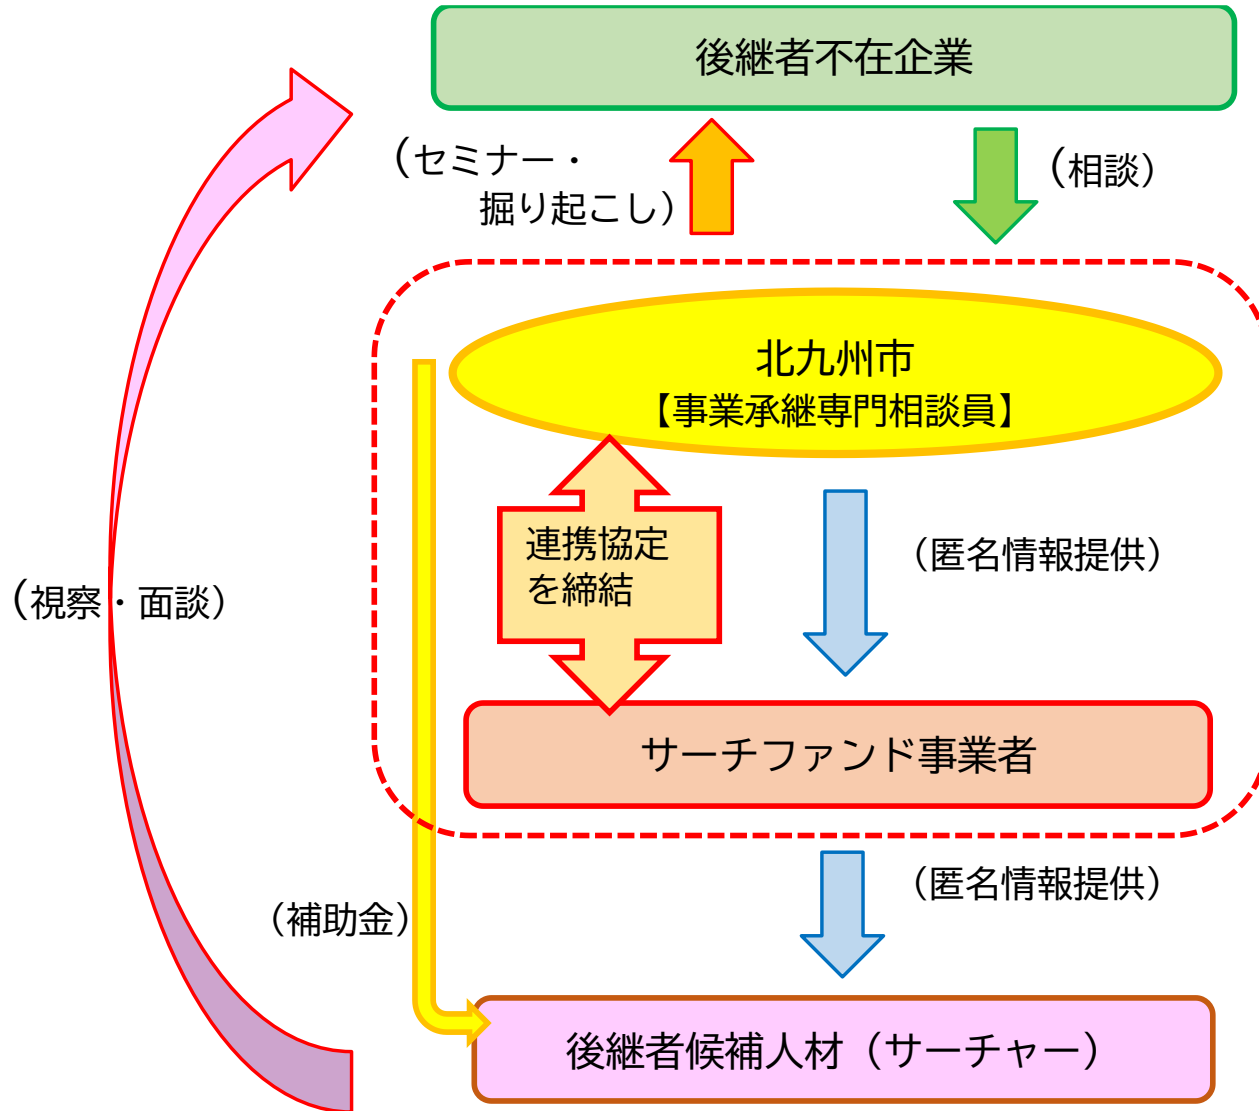 後継者不在企業
（セミナー・
掘り起こし）
（相談）
北九州市
【事業承継専門相談員】
連携協定
を締結
（匿名情報提供）
（視察・面談）
サーチファンド事業者
（匿名情報提供）
（補助金）
後継者候補人材（サーチャー）